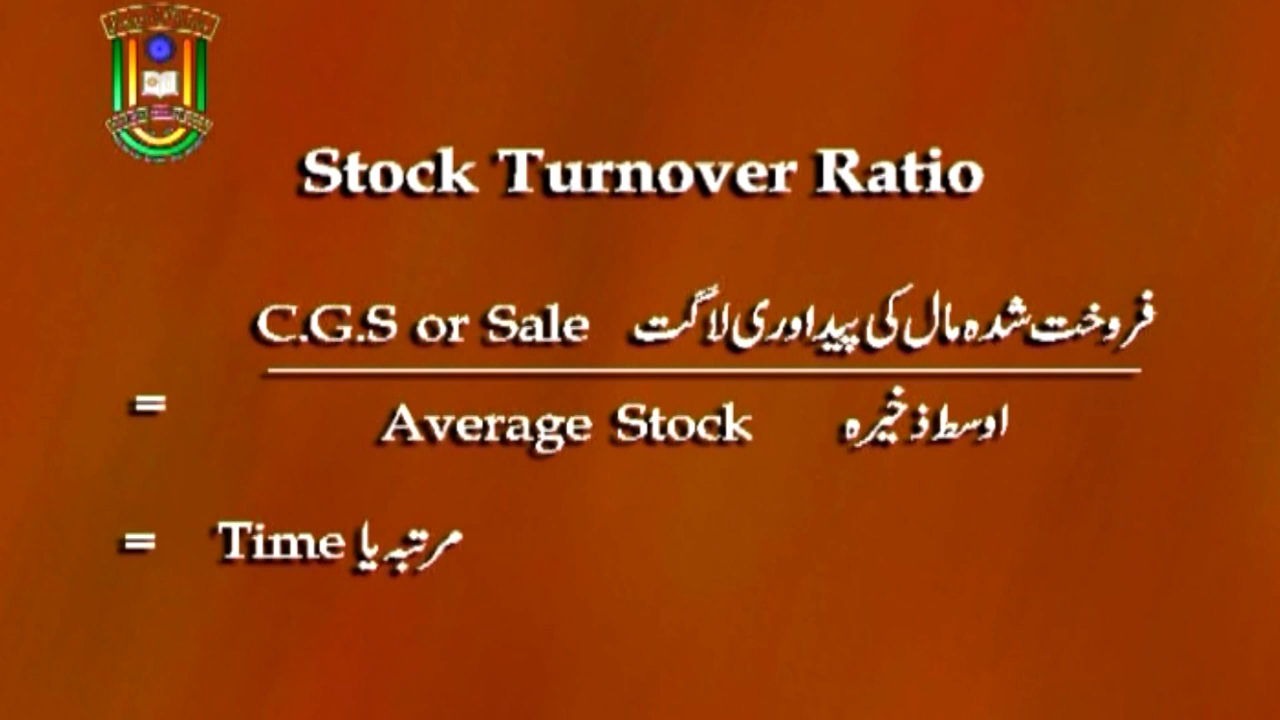 Stock Turnover Ratio
C.G.S or Sale فروخت شدہ مال کی پیداوری لاگت
=
Average Stock اوسط ذخیرہ
= Time مرتبہ یا